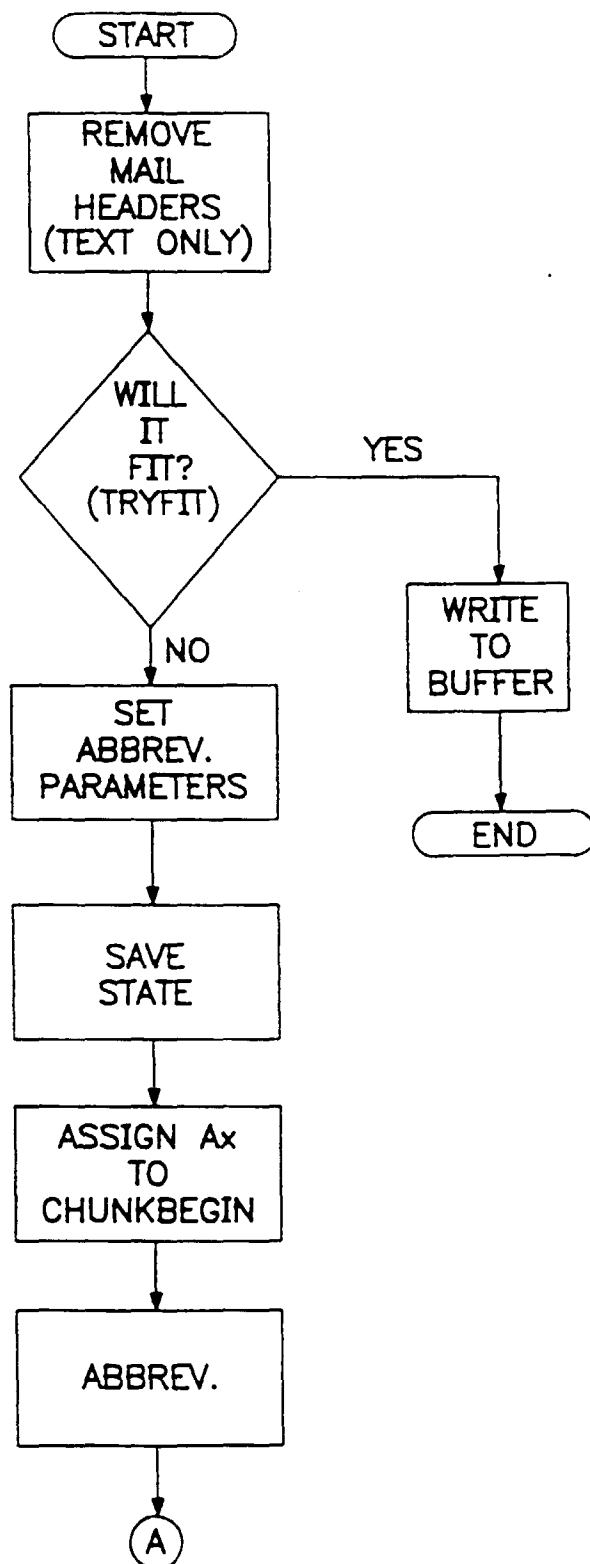 START
REMOVE
MAIL
HEADERS
(TEXT ONLY)
WILL
IT
FIT?
(TRYFIT)
YES
WRITE
TO
BUFFER
END
NO
SET
ABBREV.
PARAMETERS
SAVE
STATE
ASSIGN Ax
TO
CHUNKBEGIN
ABBREV.
A